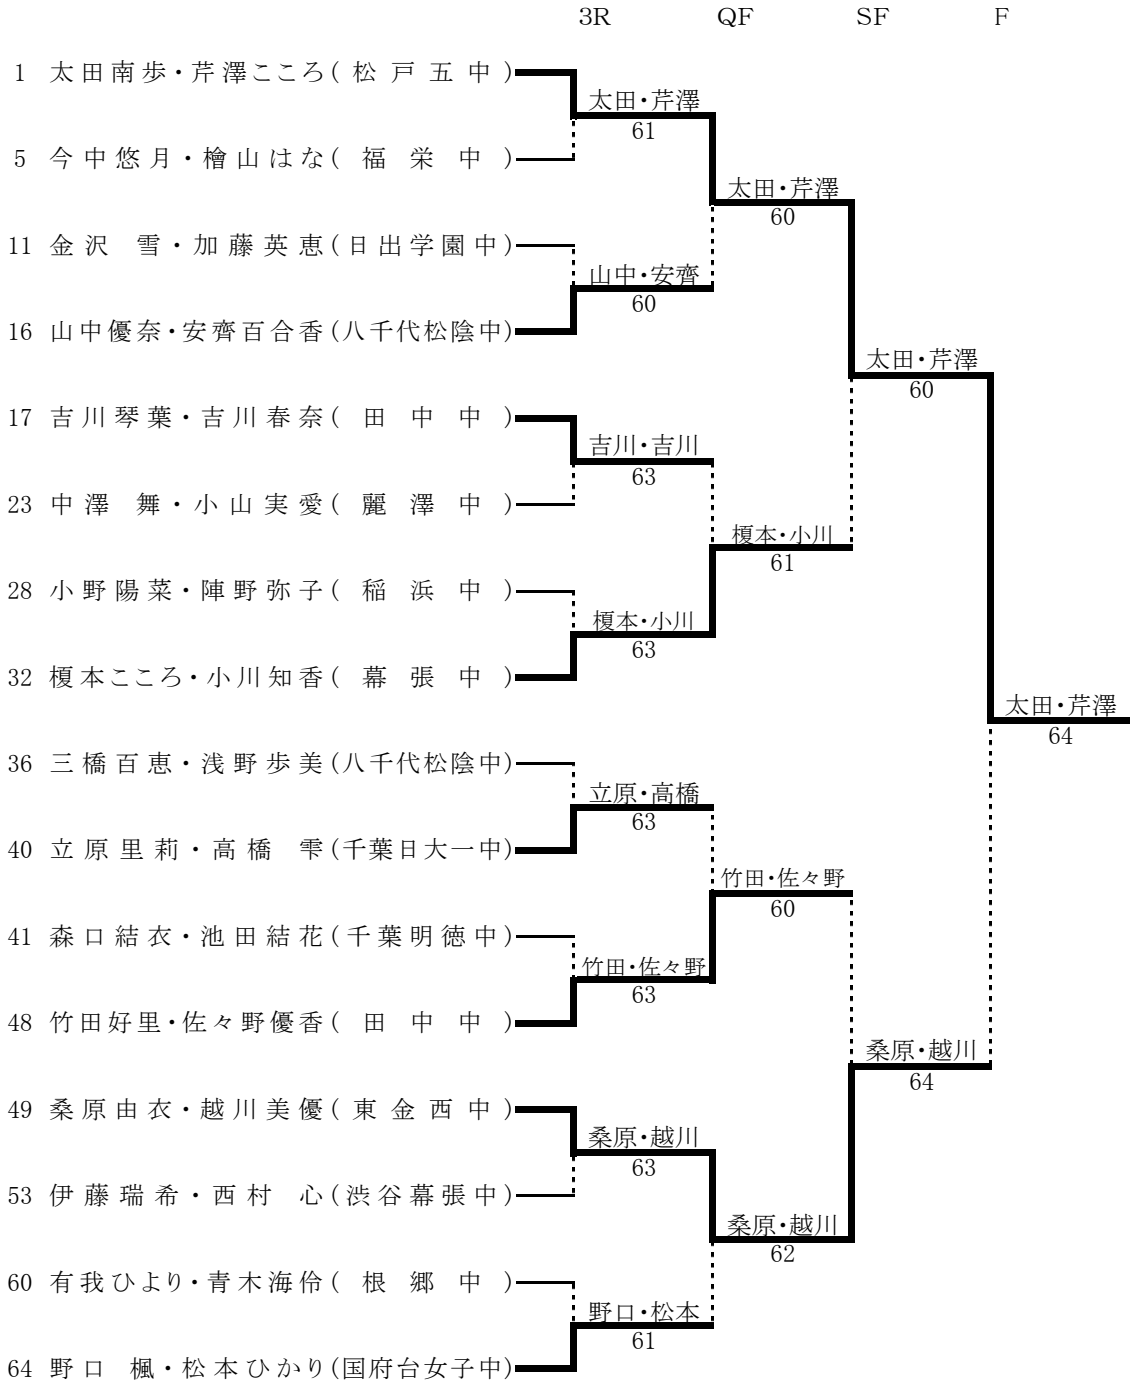 3R QF SF F
1 太田南歩・芹澤こころ(松戸五中)
太田・芹澤
61
5 今中悠月・檜山はな(福栄中)
太田・芹澤
60
11 金沢 雪・加藤英恵(日出学園中)
山中・安齊
60
16 山中優奈・安齊百合香(八千代松陰中)
太田・芹澤
60
17 吉川琴葉・吉川春奈(田中中)
吉川・吉川
63
23 中澤 舞・小山実愛(麗澤中)
榎本・小川
61
28 小野陽菜・陣野弥子(稲浜中)
榎本・小川
63
32 榎本こころ・小川知香(幕張中)
太田・芹澤
64
36 三橋百恵・浅野歩美(八千代松陰中)
立原・高橋
63
40 立原里莉・高橋 雫(千葉日大一中)
竹田・佐々野
60
41 森口結衣・池田結花(千葉明徳中)
竹田・佐々野
63
48 竹田好里・佐々野優香(田中中)
桑原・越川
64
49 桑原由衣・越川美優(東金西中)
桑原・越川
63
53 伊藤瑞希・西村 心(渋谷幕張中)
桑原・越川
62
60 有我ひより・青木海伶(根郷中)
野口・松本
61
64 野口 楓・松本ひかり(国府台女子中)